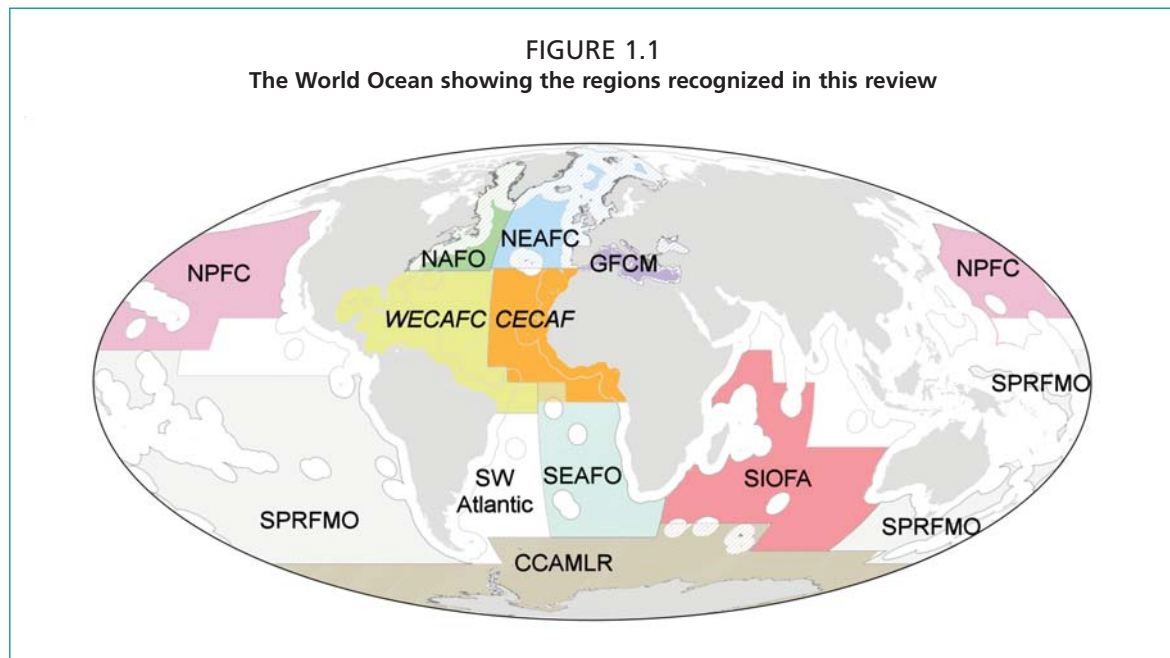 FIGURE 1.1
The World Ocean showing the regions recognized in this review
NAFO
NEAFC
GFCM
NPFC
NPFC
WECAFC
CECAF
SPRFMO
SW
Atlantic
SEAFO
SIOFA
SPRFMO
SPRFMO
CCAMLR